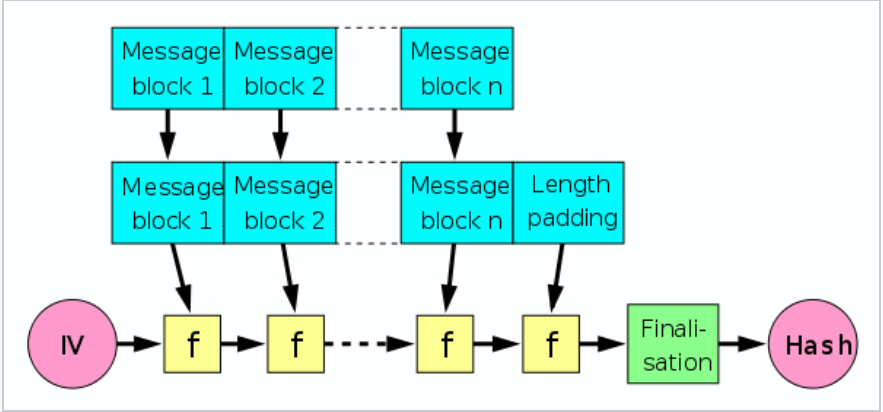 Message
block 1
Message
block 2
Message
block n
Message
block 1
Message
block 2
Message
block n
Length
padding
IV
f
f
f
f
Finali-
sation
Hash